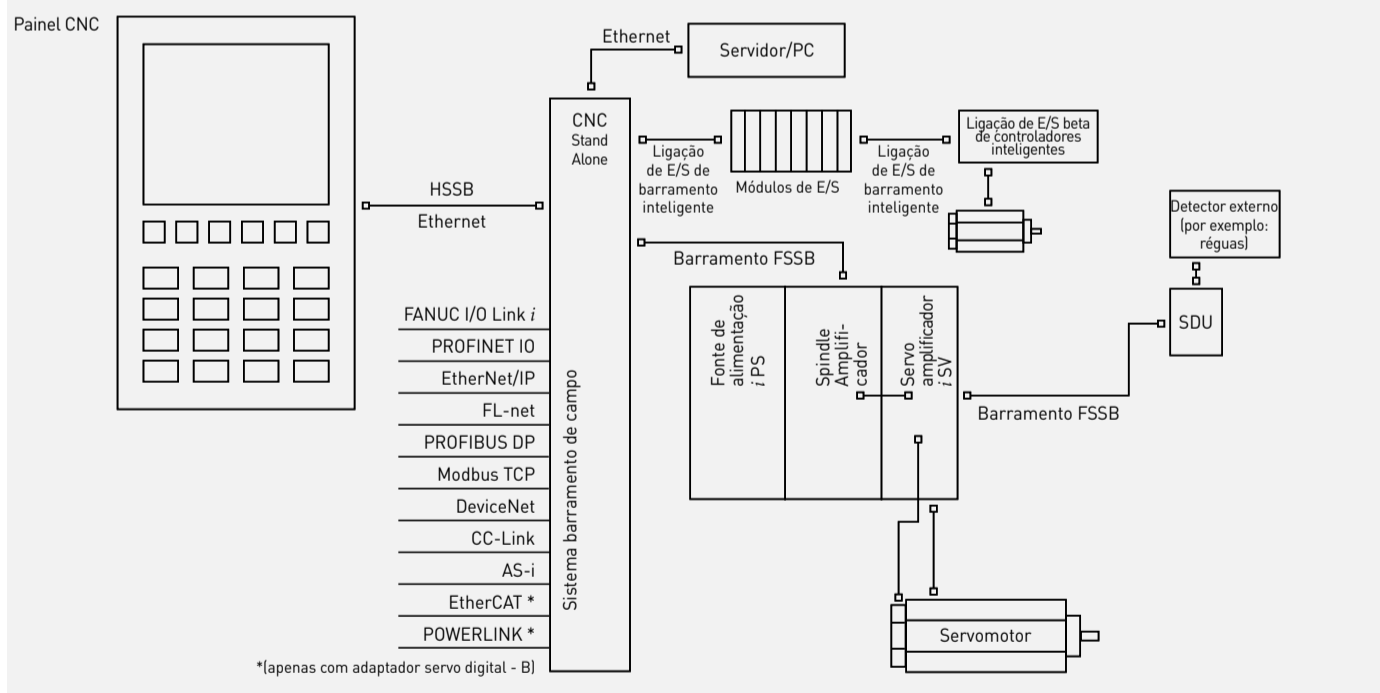 Painel CNC
Ethernet
Servidor/PC
CNC
Stand
Alone
Ligação
de E/S de
barramento
inteligente
Módulos de E/S
Ligação
de E/S de
barramento
inteligente
Ligação de E/S beta
de controladores
inteligentes
HSSB
Ethernet
Detector externo
(por exemplo:
réguas)
Barramento FSSB
SDU
Fonte de
alimentação
i PS
Spindle
Amplifi-
cador
Servo
amplificador
i SV
Barramento FSSB
FANUC I/O Link i
PROFINET IO
EtherNet/IP
FL-net
PROFIBUS DP
Modbus TCP
DeviceNet
CC-Link
AS-i
EtherCAT *
POWERLINK *
*(apenas com adaptador servo digital - B)
Sistema barramento de campo
Servomotor